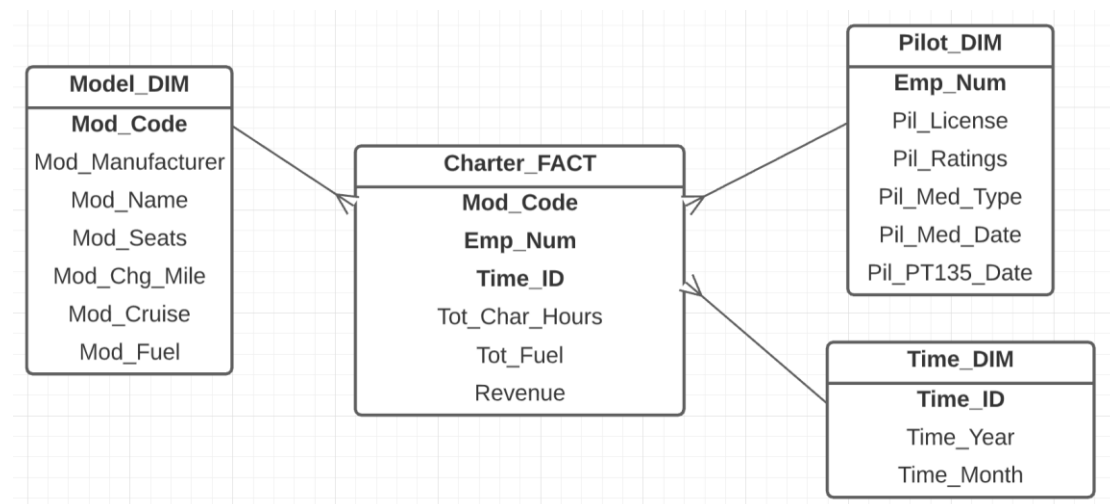 Model_DIM
Mod_Code
Mod_Manufacturer
Mod_Name
Mod_Seats
Mod_Chg_Mile
Mod_Cruise
Mod_Fuel
Charter_FACT
Mod_Code
Emp_Num
Time_ID
Tot_Char_Hours
Tot_Fuel
Revenue
Pilot_DIM
Emp_Num
Pil_License
Pil_Ratings
Pil_Med_Type
Pil_Med_Date
Pil_PT135_Date
Time_DIM
Time_ID
Time_Year
Time_Month